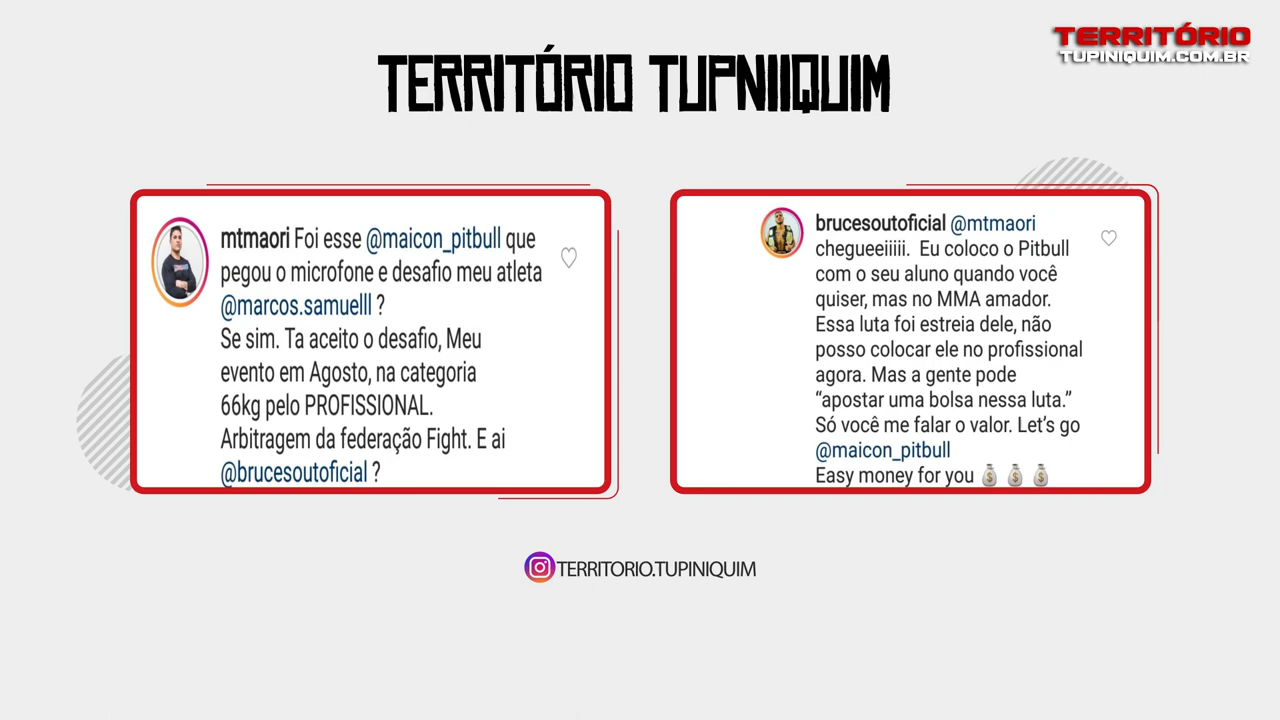 TERRITÓRIO
TUPINIQUIM.COM.BR
TERRITÓRIO TUPNIIQUIM
mtmaori Foi esse @maicon_pitbull que
pegou o microfone e desafio meu atleta
@marcos.samuelll ?
Se sim. Ta aceito o desafio, Meu
evento em Agosto, na categoria
66kg pelo PROFISSIONAL.
Arbitragem da federação Fight. E ai
@brucesoutoficial ?
brucesoutoficial @mtmaori
chegueeiiiii. Eu coloco o Pitbull
com o seu aluno quando você
quiser, mas no MMA amador.
Essa luta foi estreia dele, não
posso colocar ele no profissional
agora. Mas a gente pode
“apostar uma bolsa nessa luta.”
Só você me falar o valor. Let’s go
@maicon_pitbull
Easy money for you 💰 💰 💰
TERRITORIO.TUPINIQUIM